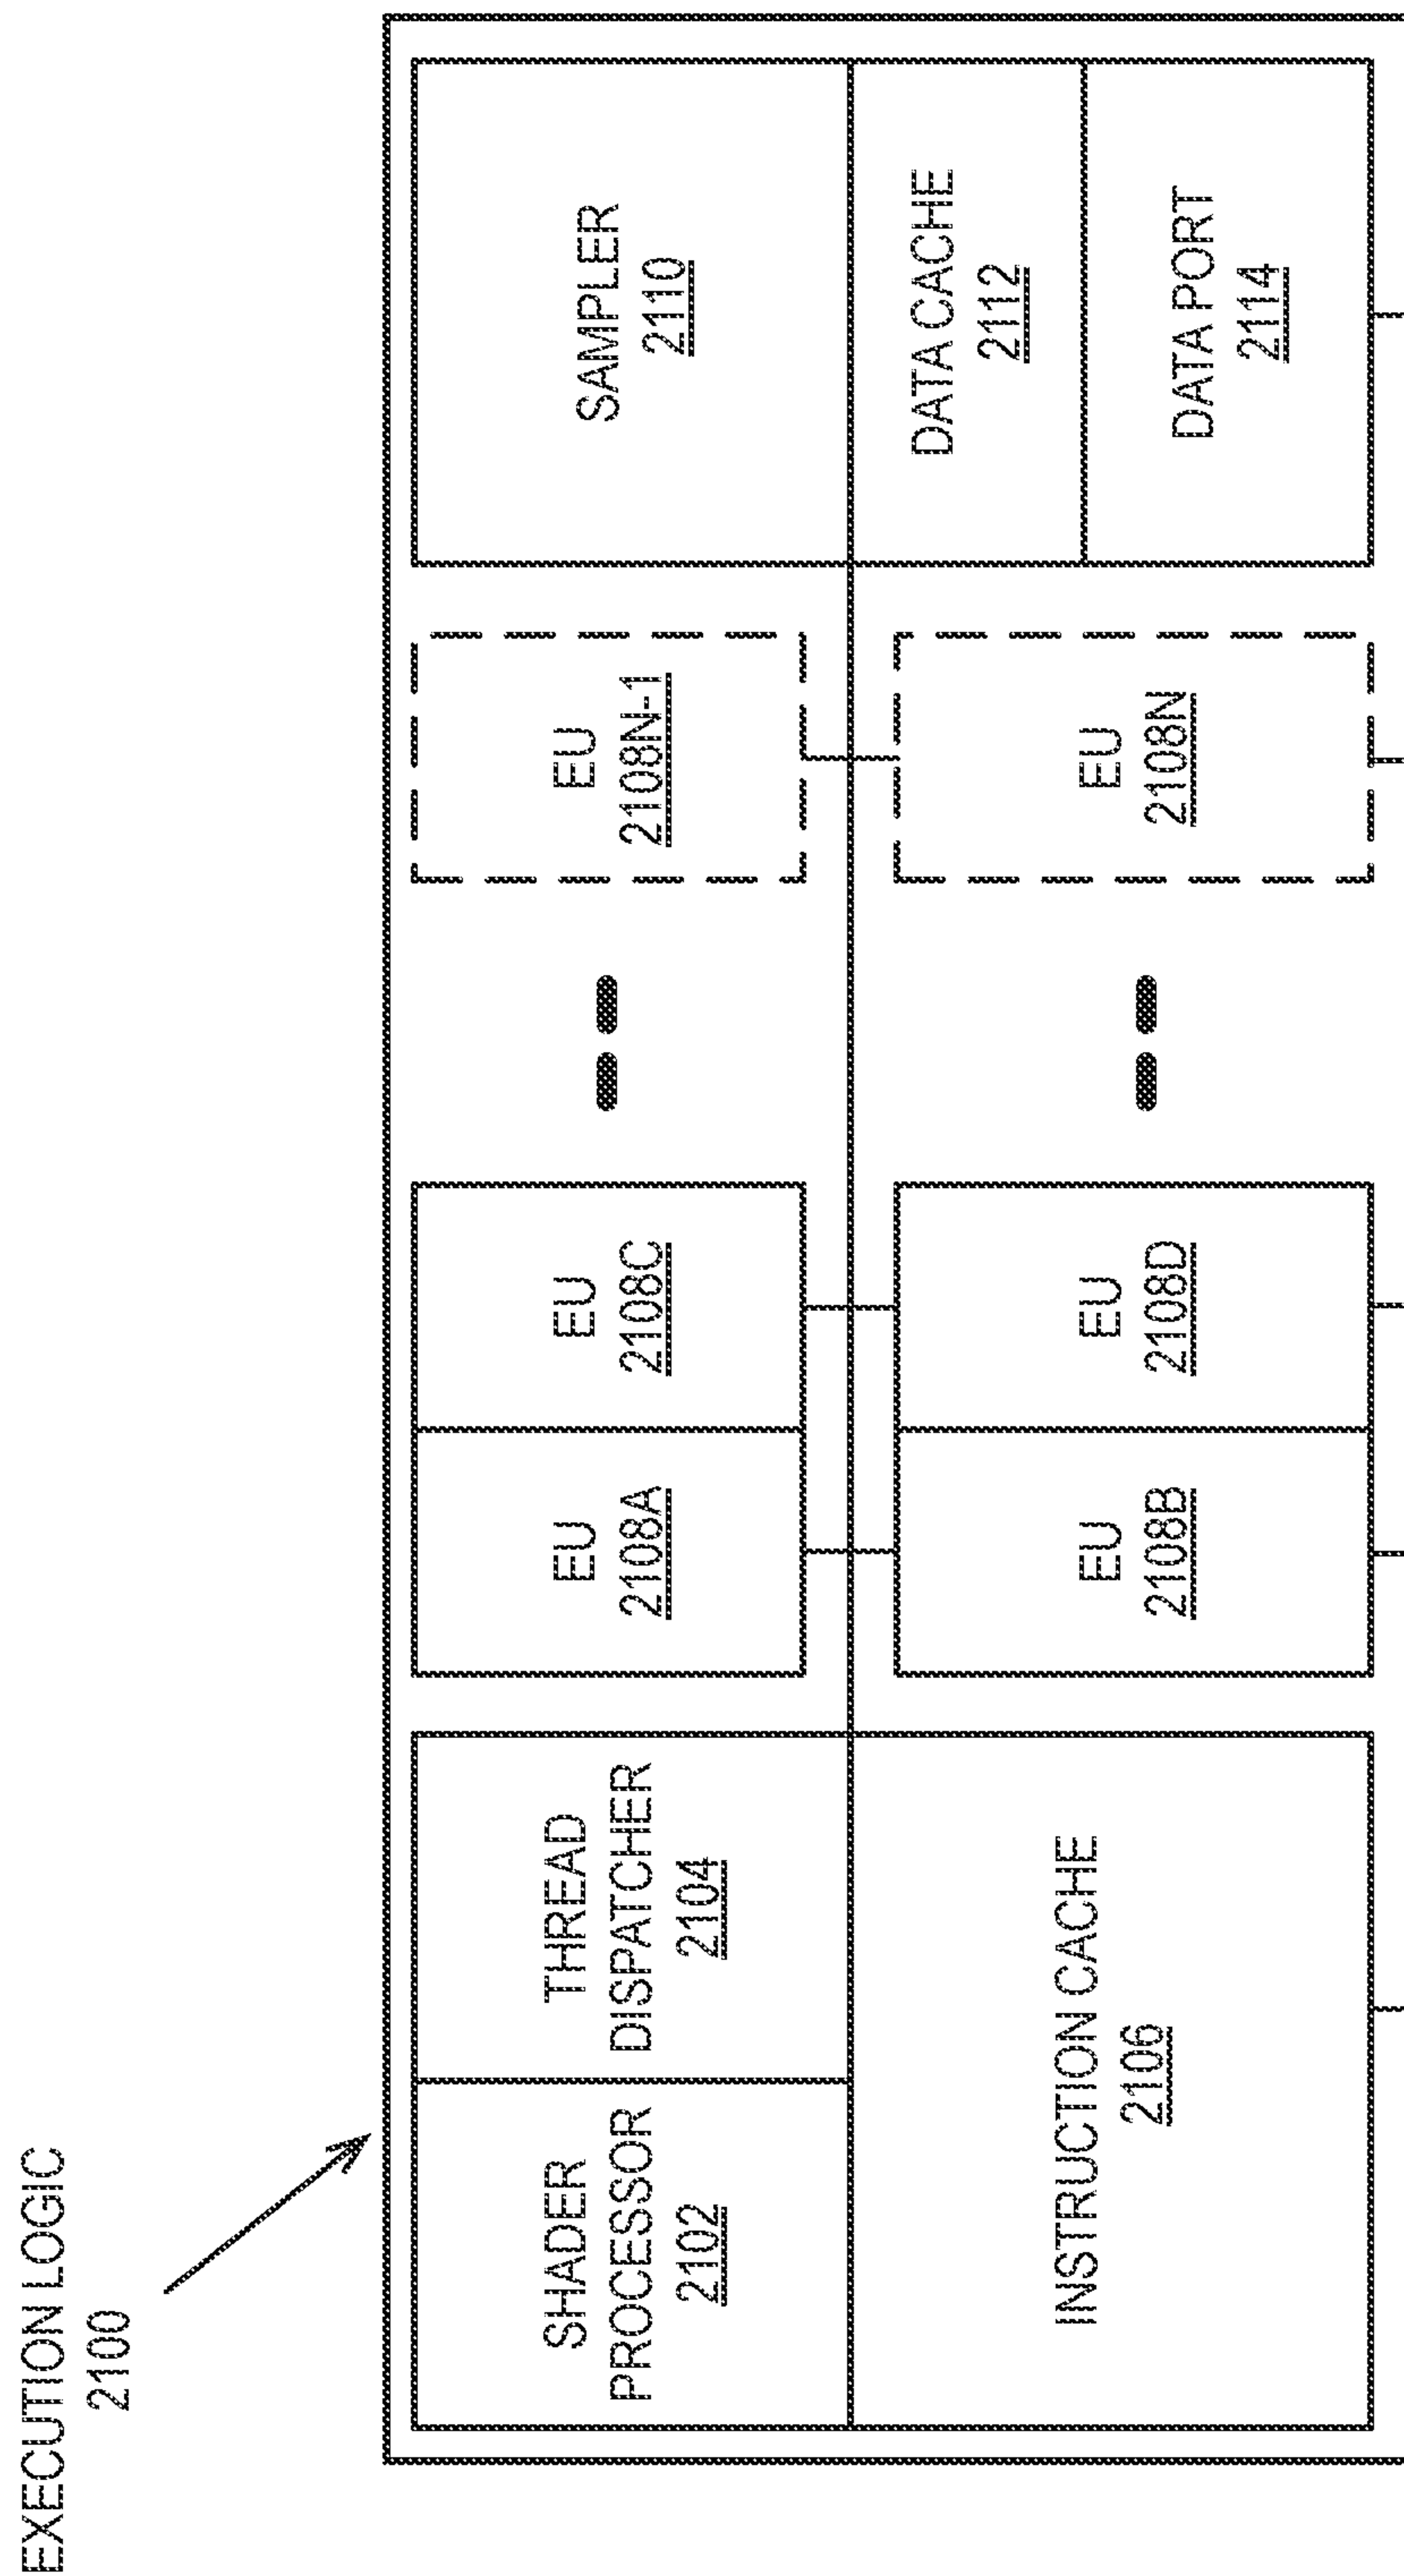 EXECUTION LOGIC
2100
SHADER
PROCESSOR
2102
THREAD
DISPATCHER
2104
INSTRUCTION CACHE
2106
EU
2108A
EU
2108C
EU
2108N-1
EU
2108B
EU
2108D
EU
2108N
SAMPLER
2110
DATA CACHE
2112
DATA PORT
2114